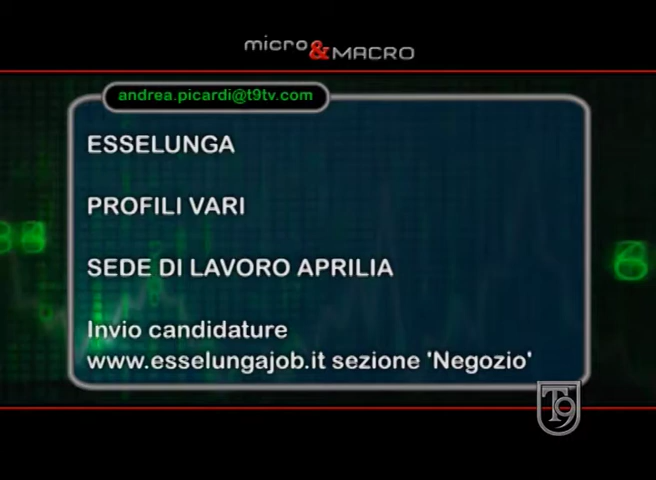 micro&MACRO
andrea.picardi@t9tv.com
ESSELUNGA
PROFILI VARI
SEDE DI LAVORO APRILIA
Invio candidature
www.esselungajob.it sezione 'Negozio'
T9